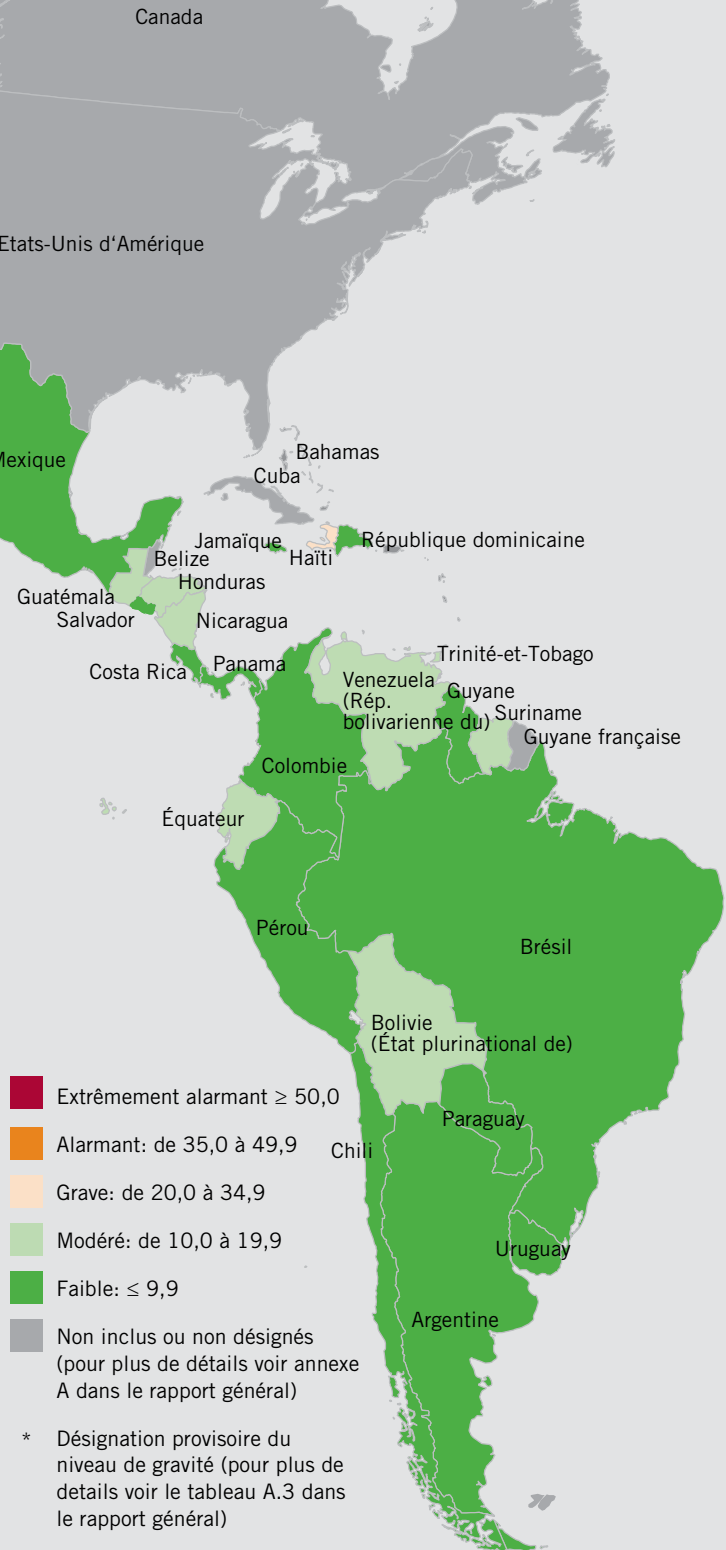 Canada
Etats-Unis d‘Amérique
Mexique
Bahamas
Cuba
Jamaïque
République dominicaine
Haïti
Belize
Honduras
Guatémala
Salvador
Nicaragua
Costa Rica
Panama
Trinité-et-Tobago
Venezuela
(Rép.
bolivarienne du)
Guyane
Suriname
Guyane française
Colombie
Équateur
Pérou
Brésil
Bolivie
(État plurinational de)
Paraguay
Chili
Uruguay
Argentine
Extrêmement alarmant ≥ 50,0
Alarmant: de 35,0 à 49,9
Grave: de 20,0 à 34,9
Modéré: de 10,0 à 19,9
Faible: ≤ 9,9
Non inclus ou non désignés
(pour plus de détails voir annexe
A dans le rapport général)
* Désignation provisoire du
niveau de gravité (pour plus de
details voir le tableau A.3 dans
le rapport général)